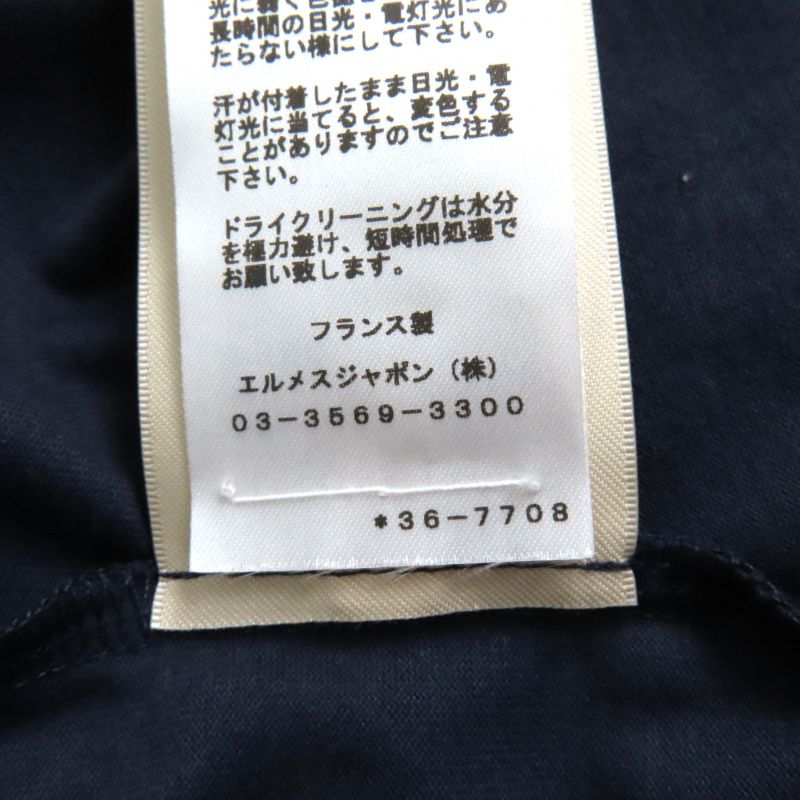 長時間の日光・電灯光にあ
たらない様にして下さい。
汗が付着したまま日光・電
灯光に当てると、変色する
ことがありますのでご注意
下さい。
ドライクリーニングは水分
を極力避け、短時間処理で
お願い致します。
フランス製
エルメスジャポン（株）
03-3569-3300
*36-7708